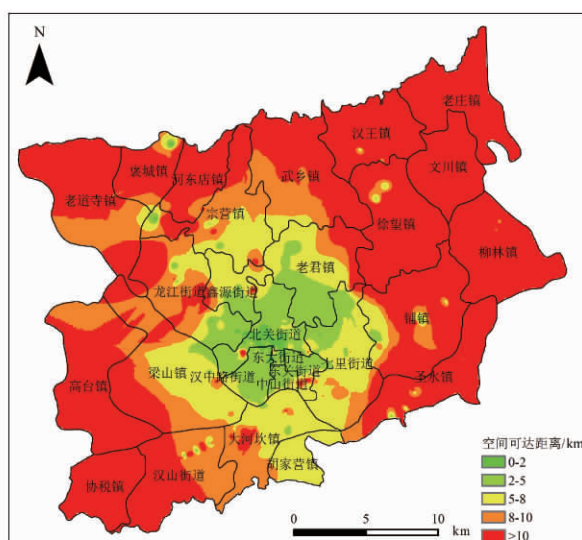 N
老庄镇
汉王镇
文川镇
褒城镇
河东店镇
武乡镇
老道寺镇
宗营镇
徐望镇
柳林镇
老君镇
龙江街道
鑫源街道
铺镇
北关街道
东大街道
七里街道
梁山镇
汉中路街道
东关街道
中山街道
圣水镇
高台镇
大河坎镇
胡家营镇
汉山街道
协税镇
空间可达距离/km
0-2
2-5
5-8
8-10
>10
0 5 10
km